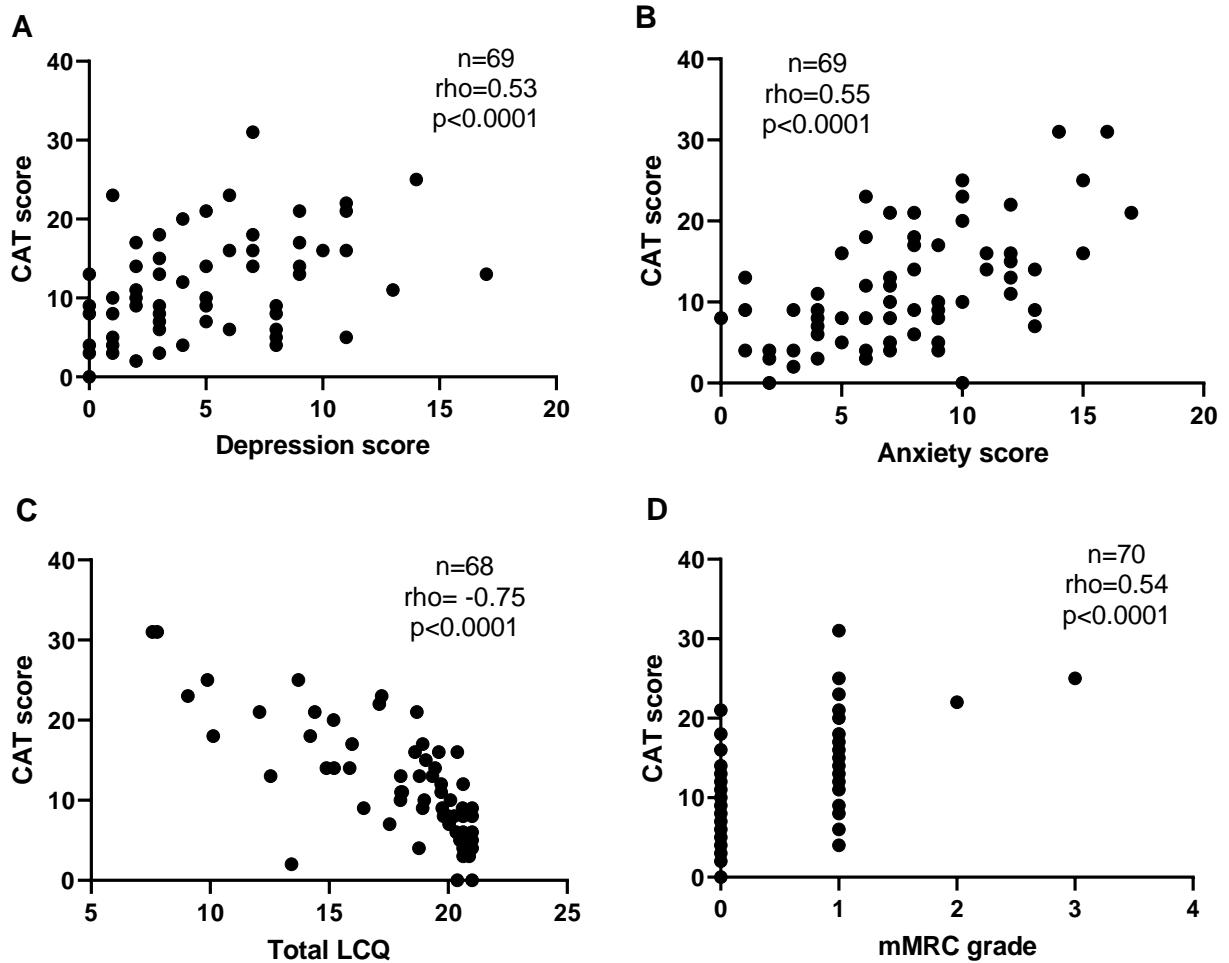 A
n=69
rho=0.53
p<0.0001
CAT score
40
30
20
10
0
0 5 10 15 20
Depression score
B
n=69
rho=0.55
p<0.0001
CAT score
40
30
20
10
0
0 5 10 15 20
Anxiety score
C
n=68
rho= -0.75
p<0.0001
CAT score
40
30
20
10
0
5 10 15 20 25
Total LCQ
D
n=70
rho=0.54
p<0.0001
CAT score
40
30
20
10
0
0 1 2 3 4
mMRC grade